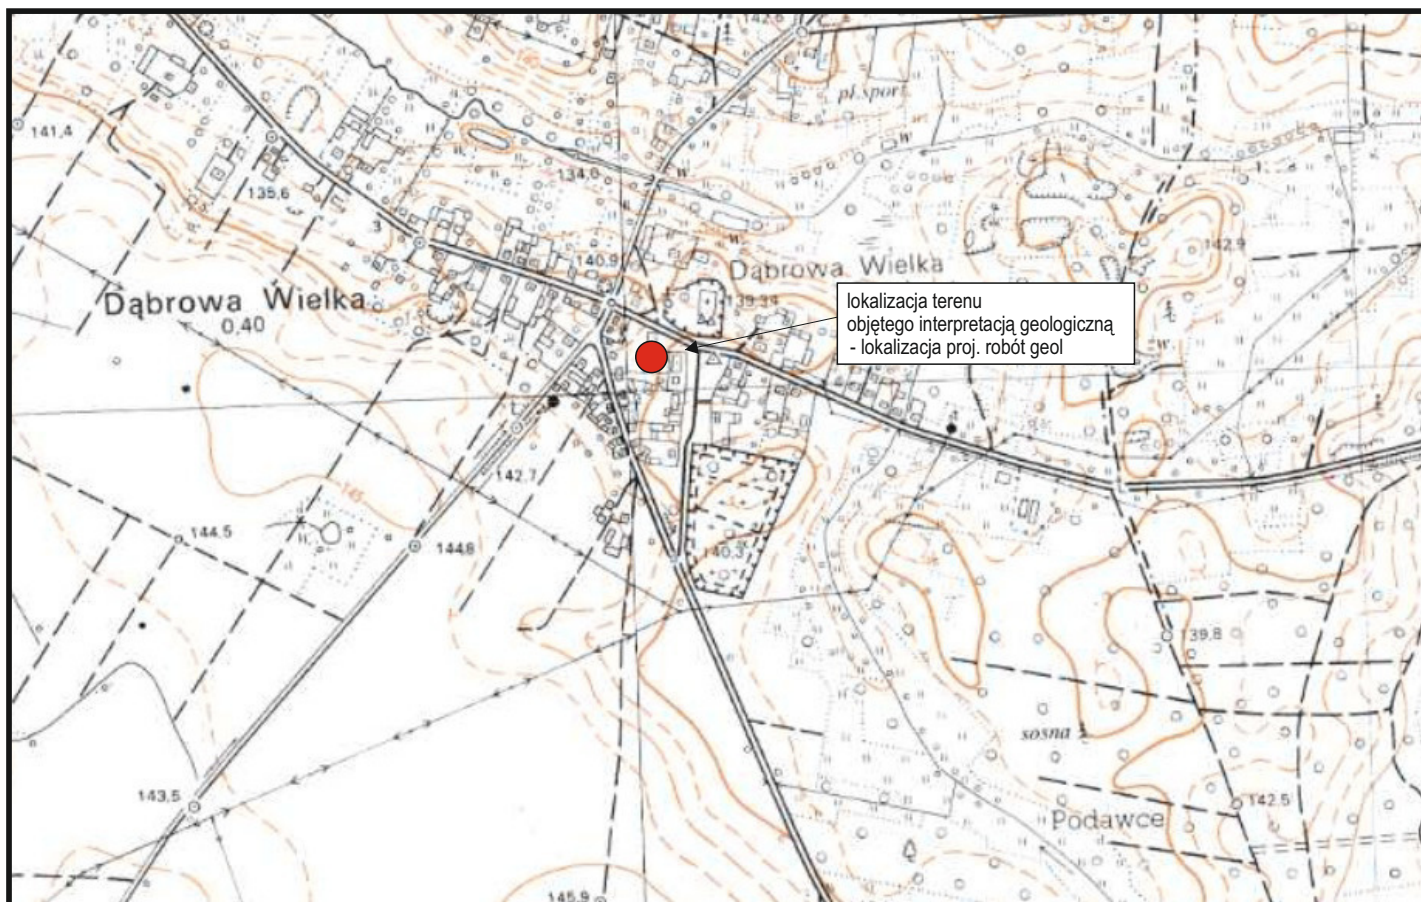 142,6
pł.sport.
141,4
134,0
w
135,6
3
w
142,9
140,9
Dąbrowa Wielka
Dąbrowa Wielka
0,40
139,34
lokalizacja terenu
objętego interpretacją geologiczną
- lokalizacja proj. robót geol
w
142,7
145
144,5
144,8
140,3
139,8
sosna
143,5
142,5
Podawce
145,9